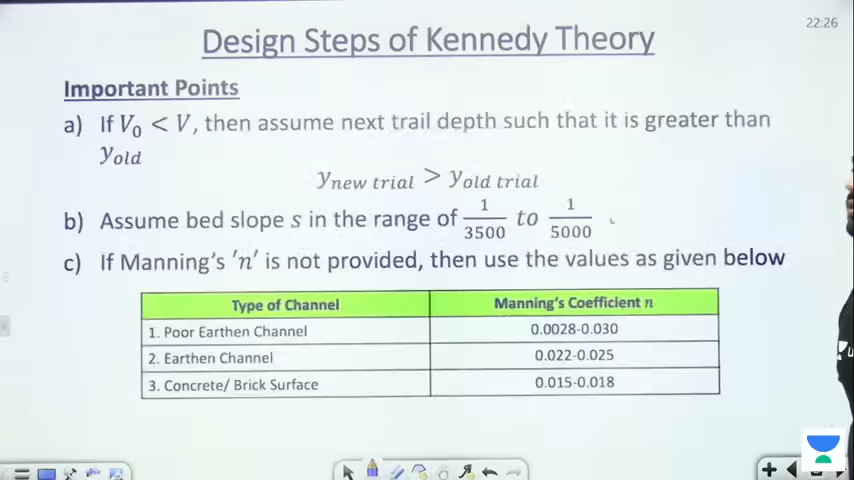 22:26
Design Steps of Kennedy Theory
Important Points
a) If V₀ < V, then assume next trail depth such that it is greater than
y_old
y_new trial > y_old trial
b) Assume bed slope s in the range of 1/3500 to 1/5000
c) If Manning's 'n' is not provided, then use the values as given below
Type of Channel Manning's Coefficient n
1. Poor Earthen Channel 0.0028-0.030
2. Earthen Channel 0.022-0.025
3. Concrete/ Brick Surface 0.015-0.018